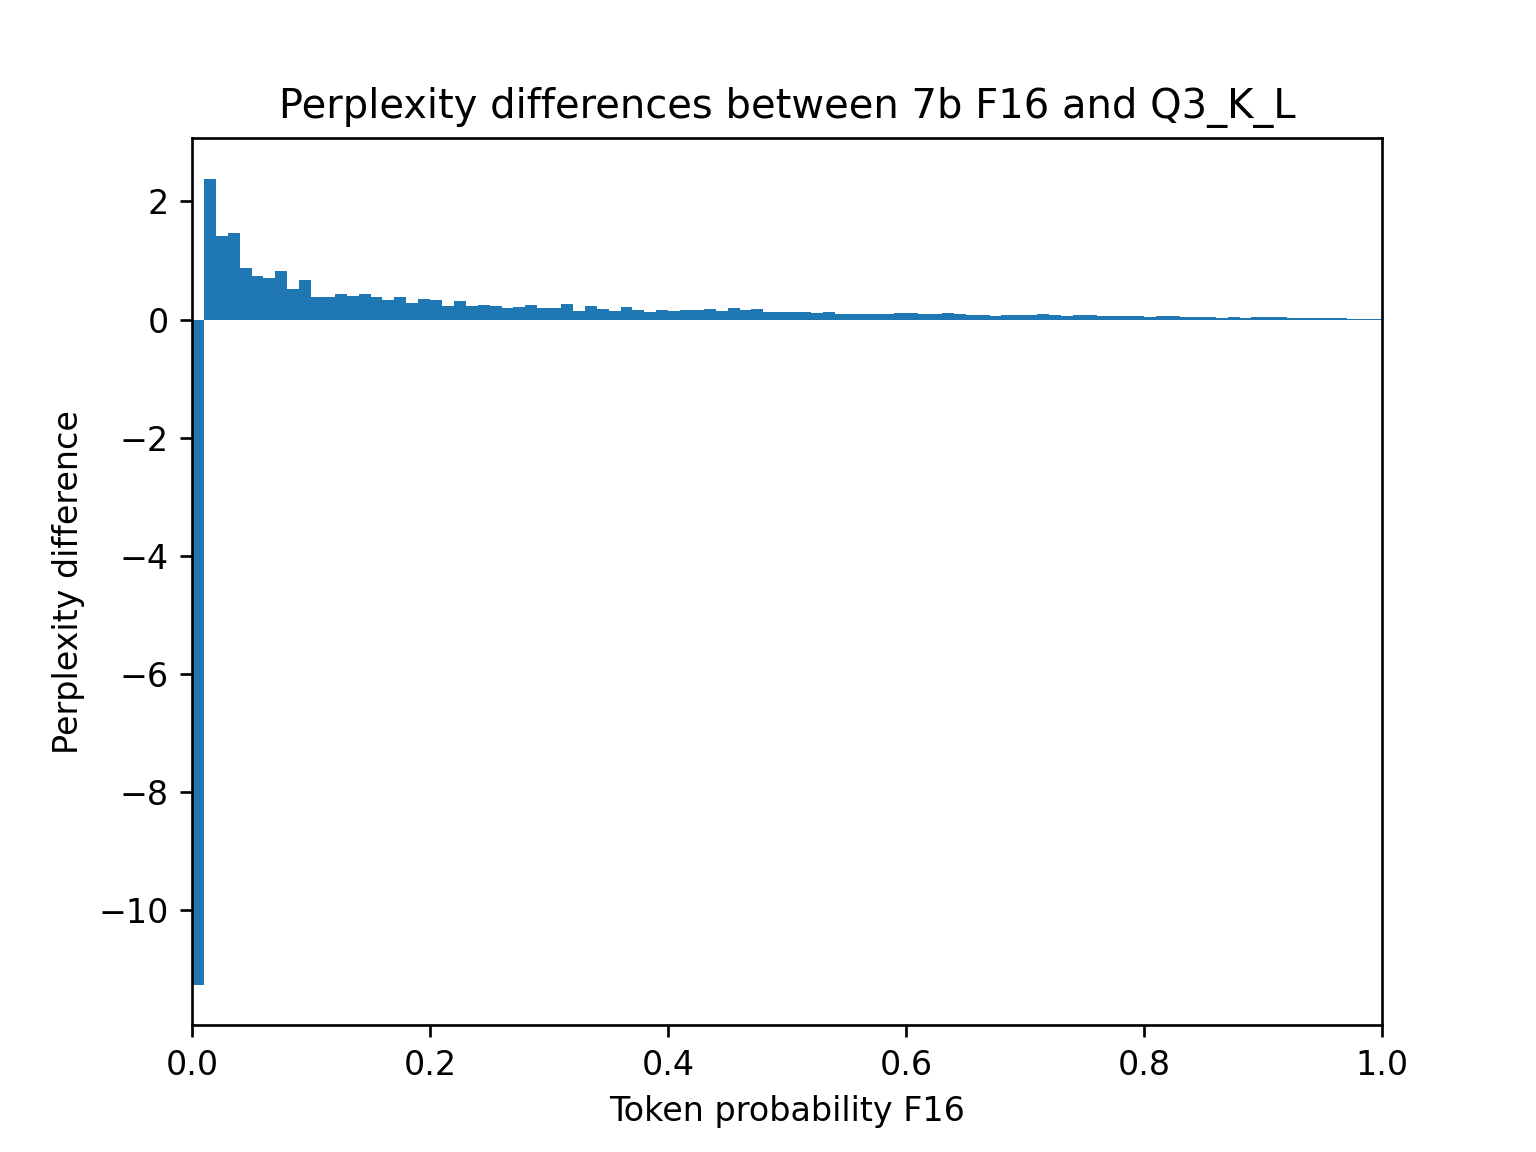 Perplexity differences between 7b F16 and Q3_K_L
2
0
−2
−4
−6
−8
−10
Perplexity difference
0.0 0.2 0.4 0.6 0.8 1.0
Token probability F16